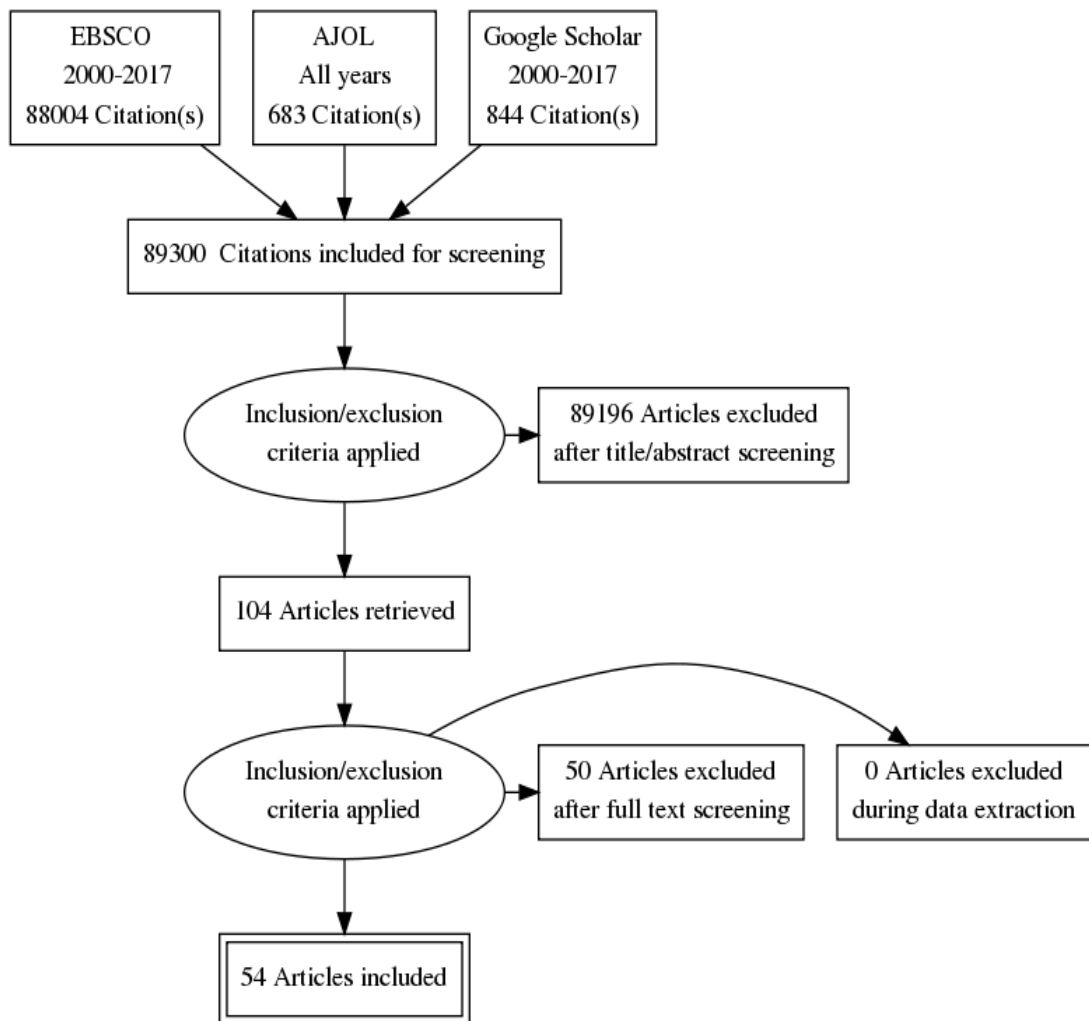 EBSCO
2000-2017
88004 Citation(s)
AJOL
All years
683 Citation(s)
Google Scholar
2000-2017
844 Citation(s)
89300 Citations included for screening
Inclusion/exclusion
criteria applied
89196 Articles excluded
after title/abstract screening
104 Articles retrieved
Inclusion/exclusion
criteria applied
50 Articles excluded
after full text screening
0 Articles excluded
during data extraction
54 Articles included